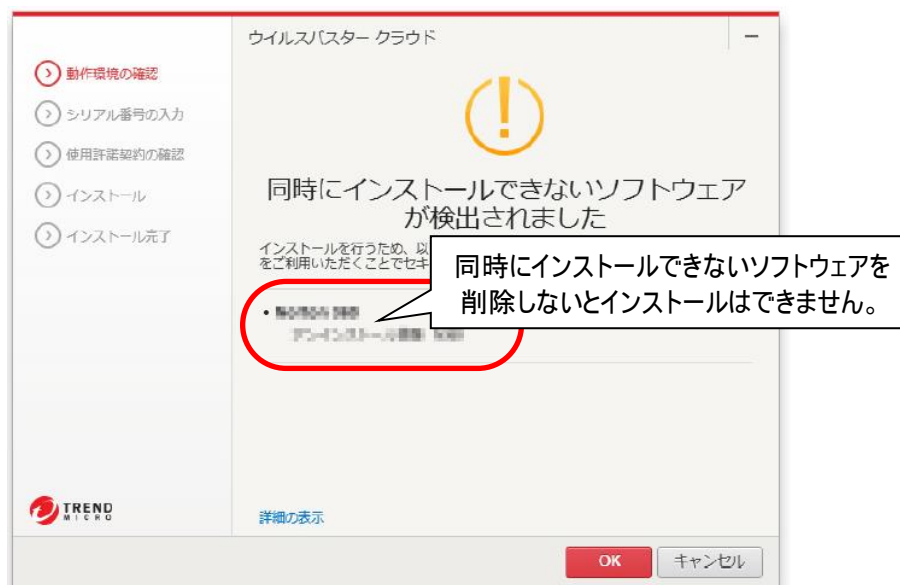 ウイルスバスター クラウド
動作環境の確認
シリアル番号の入力
使用許諾契約の確認
インストール
インストール完了
同時にインストールできないソフトウェア
が検出されました
インストールを行うため、以
をご利用いただくことでセキ
同時にインストールできないソフトウェアを
削除しないとインストールはできません。
TREND
MICRO
詳細の表示
OK
キャンセル